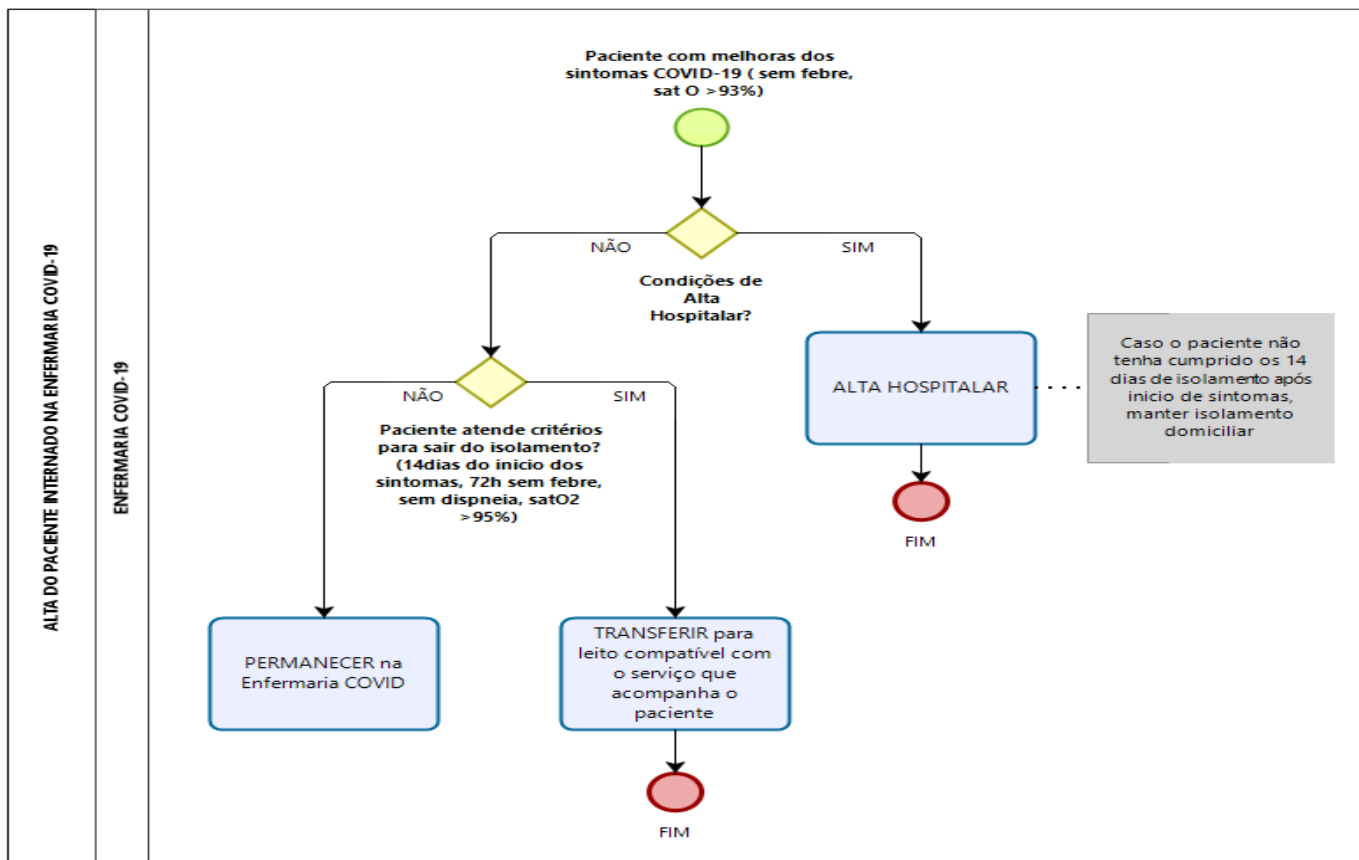 ALTA DO PACIENTE INTERNADO NA ENFERMARIA COVID-19
ENFERMARIA COVID-19
Paciente com melhoras dos
sintomas COVID-19 ( sem febre,
sat O >93%)
NÃO
SIM
Condições de
Alta
Hospitalar?
ALTA HOSPITALAR
Caso o paciente não
tenha cumprido os 14
dias de isolamento após
inicio de sintomas,
manter isolamento
domiciliar
FIM
NÃO
SIM
Paciente atende critérios
para sair do isolamento?
(14dias do inicio dos
sintomas, 72h sem febre,
sem dispneia, satO2
>95%)
PERMANECER na
Enfermaria COVID
TRANSFERIR para
leito compatível com
o serviço que
acompanha o
paciente
FIM